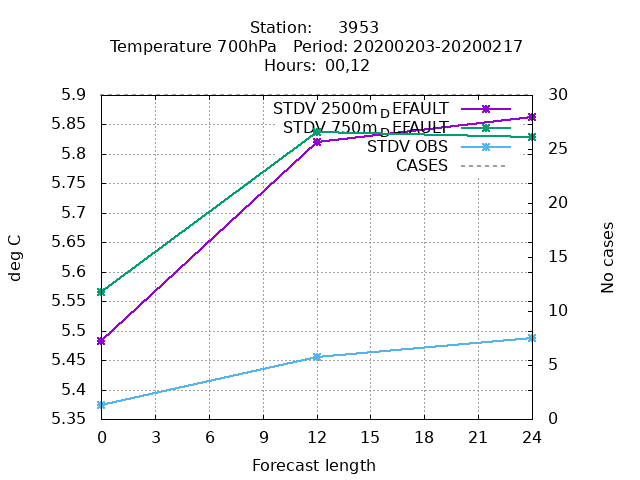 Station: 3953
Temperature 700hPa Period: 20200203-20200217
Hours: 00,12
5.9
5.85
5.8
5.75
5.7
5.65
5.6
5.55
5.5
5.45
5.4
5.35
deg C
STDV 2500m_DEFAULT
STDV 750m_DEFAULT
STDV OBS
CASES
30
25
20
15
10
5
0
No cases
0 3 6 9 12 15 18 21 24
Forecast length